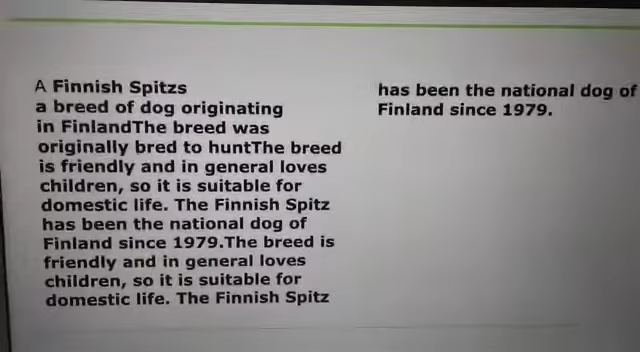 A Finnish Spitzs
a breed of dog originating
in FinlandThe breed was
originally bred to huntThe breed
is friendly and in general loves
children, so it is suitable for
domestic life. The Finnish Spitz
has been the national dog of
Finland since 1979.The breed is
friendly and in general loves
children, so it is suitable for
domestic life. The Finnish Spitz
has been the national dog of
Finland since 1979.